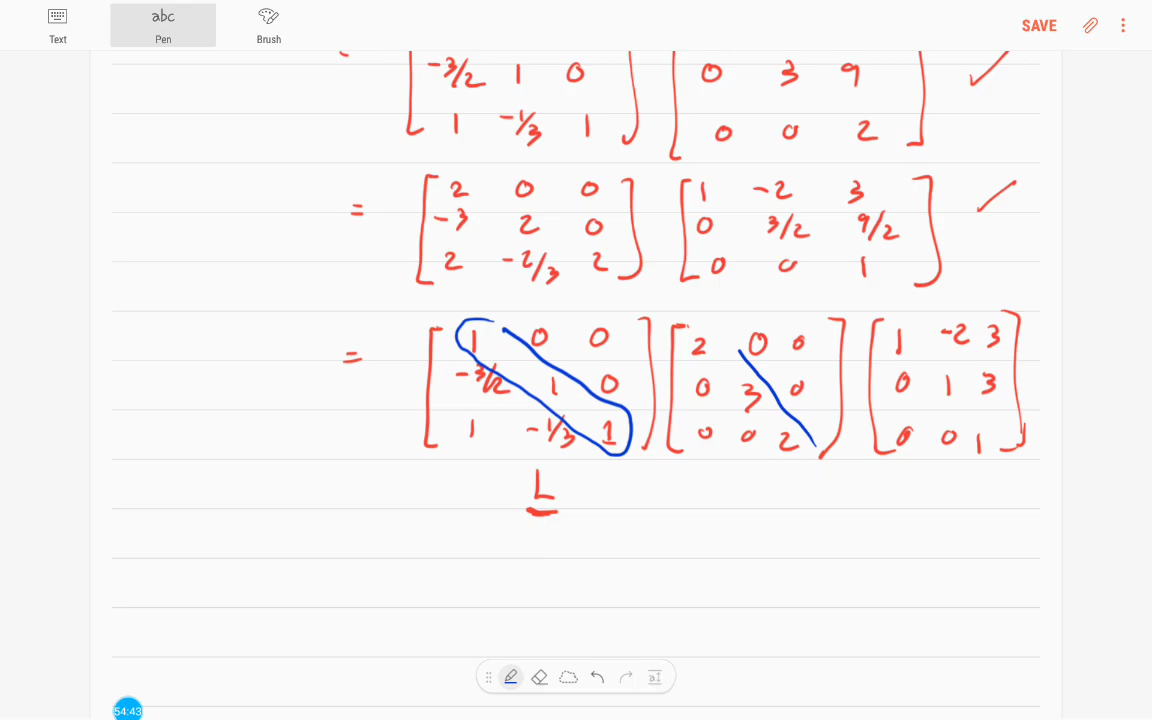 Text
abc
Pen
Brush
SAVE
-3/2 1 0 0 3 9 ✓
1 -1/3 1 0 0 2
2 0 0 1 -2 3
= -3 2 0 0 3/2 9/2 ✓
2 -2/3 2 0 0 1
1 0 0 2 0 0 1 -2 3
= -3/2 1 0 0 3 0 0 1 3
1 -1/3 1 0 0 2 0 0 1
L
54:43